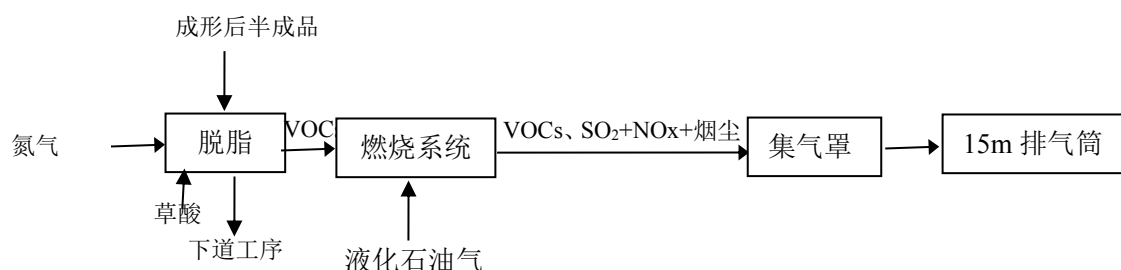 成形后半成品
氮气
脱脂
VOC
燃烧系统
VOCs、SO₂+NOx+烟尘
集气罩
15m 排气筒
草酸
下道工序
液化石油气